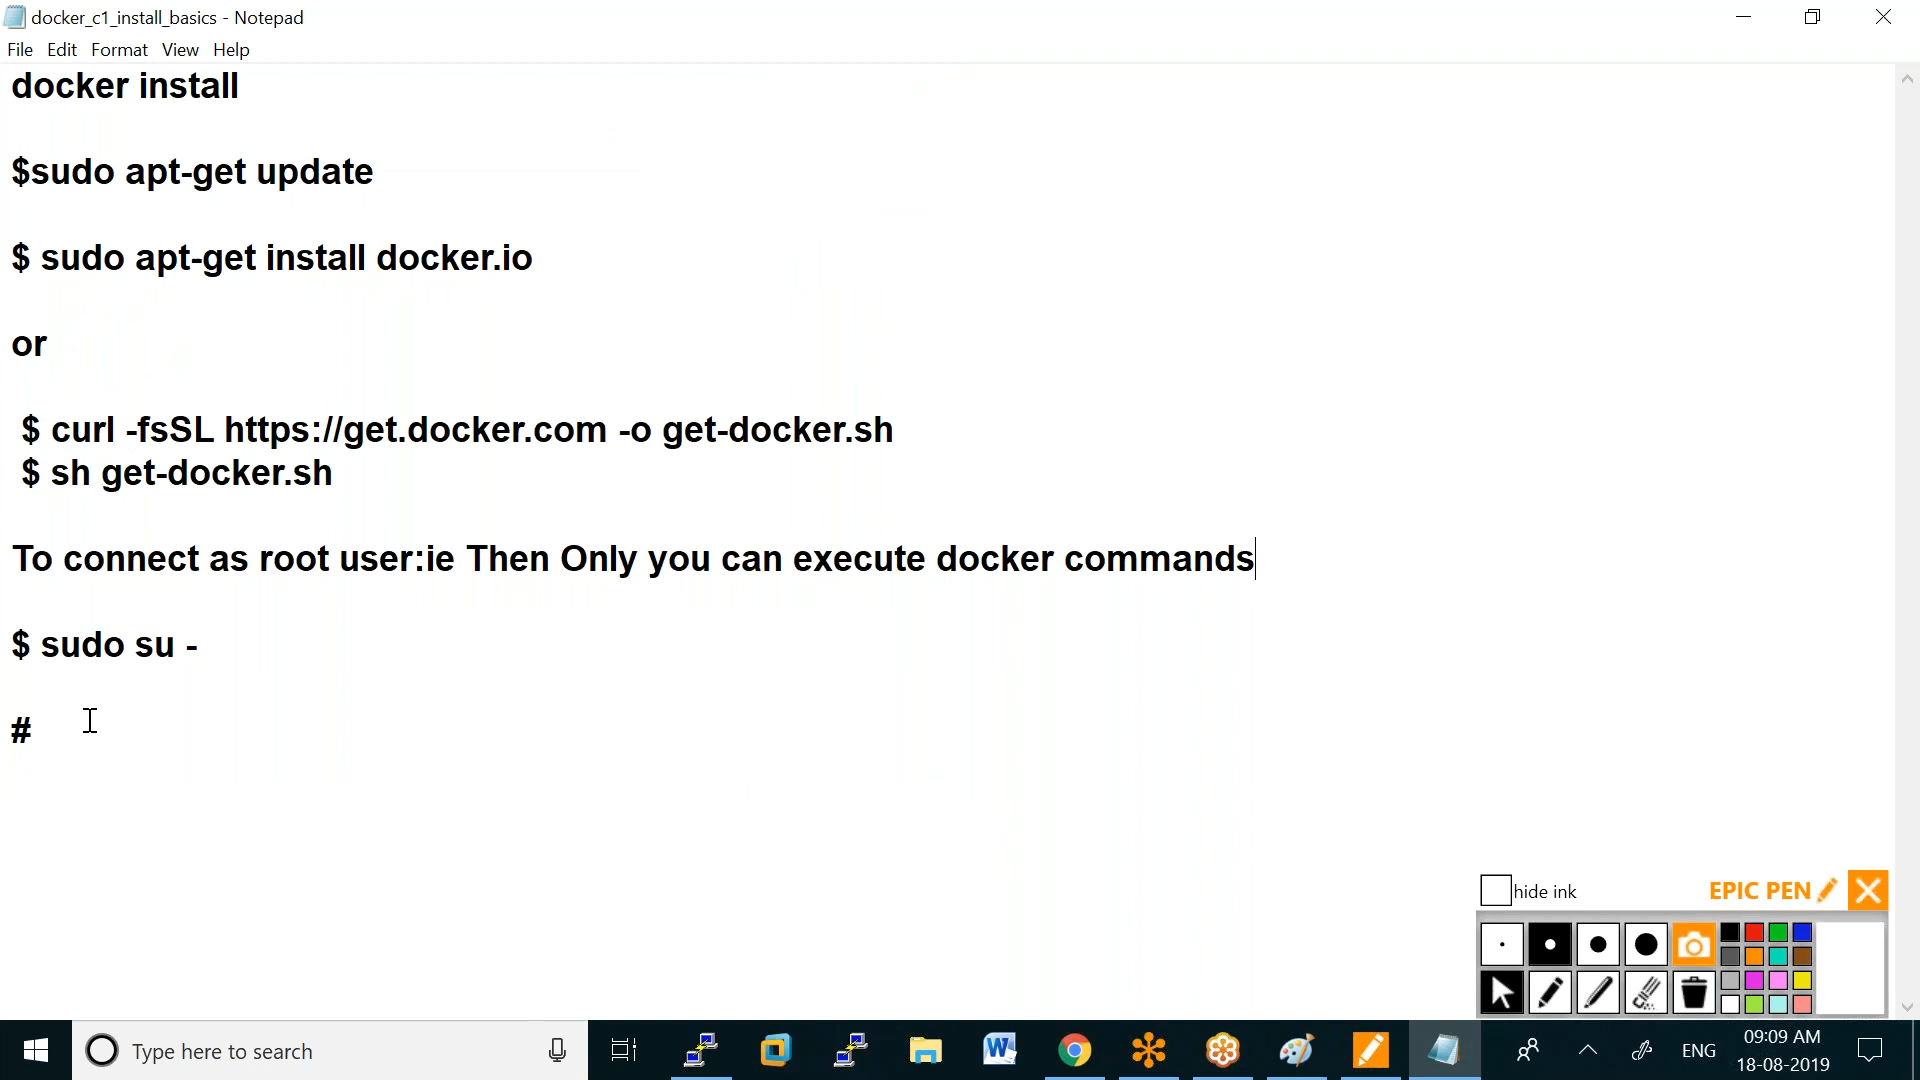 docker_c1_install_basics - Notepad
File Edit Format View Help
docker install
$sudo apt-get update
$ sudo apt-get install docker.io
or
$ curl -fsSL https://get.docker.com -o get-docker.sh
$ sh get-docker.sh
To connect as root user:ie Then Only you can execute docker commands
$ sudo su -
#
hide ink EPIC PEN
Type here to search
ENG
09:09 AM
18-08-2019